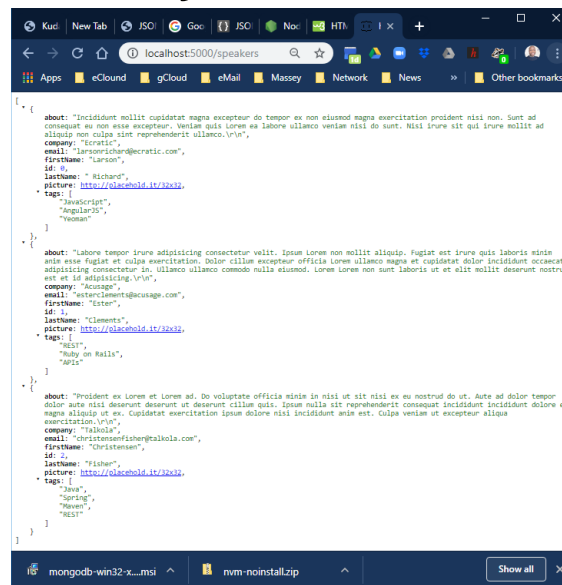 Kud New Tab JSO Goo JSO Nod HTM I × +
localhost:5000/speakers
1d 0
Apps eClound gCloud eMail Massey Network News » Other bookmarks
[
{
about: "Incididunt mollit cupidatat magna excepteur do tempor ex non eiusmod magna exercitation proident nisi non. Sunt ad
consequat eu non esse excepteur. Veniam quis Lorem ea labore ullamco veniam nisi do sunt. Nisi irure sit qui irure mollit ad
aliquip non culpa sint reprehenderit ullamco.\r\n",
company: "Ecratic",
email: "larsonrichard@ecratic.com",
firstName: "Larson",
id: 0,
lastName: " Richard",
picture: http://placehold.it/32x32,
tags: [
"JavaScript",
"AngularJS",
"Yeoman"
]
},
{
about: "Labore tempor irure adipisicing consectetur velit. Ipsum Lorem non mollit aliquip. Fugiat est irure quis laboris minim
anim esse fugiat et culpa exercitation. Dolor cillum excepteur officia Lorem ullamco magna et cupidatat dolor incididunt occaecat
adipisicing consectetur in. Ullamco ullamco commodo nulla eiusmod. Lorem Lorem non sunt laboris ut et elit mollit deserunt nostru
est et id adipisicing.\r\n",
company: "Acusage",
email: "esterclements@acusage.com",
firstName: "Ester",
id: 1,
lastName: "Clements",
picture: http://placehold.it/32x32,
tags: [
"REST",
"Ruby on Rails",
"APIs"
]
},
{
about: "Proident ex Lorem et Lorem ad. Do voluptate officia minim in nisi ut sit nisi ex eu nostrud do ut. Aute ad dolor tempor
dolor aute nisi deserunt deserunt ut deserunt cillum quis. Ipsum nulla sit reprehenderit consequat incididunt incididunt dolore e
magna aliquip ut ex. Cupidatat exercitation ipsum dolore nisi incididunt anim est. Culpa veniam ut excepteur aliqua
exercitation.\r\n",
company: "Talkola",
email: "christensenfisher@talkola.com",
firstName: "Christensen",
id: 2,
lastName: "Fisher",
picture: http://placehold.it/32x32,
tags: [
"Java",
"Spring",
"Maven",
"REST"
]
}
]
mongodb-win32-x....msi nvm-noinstall.zip Show all ×